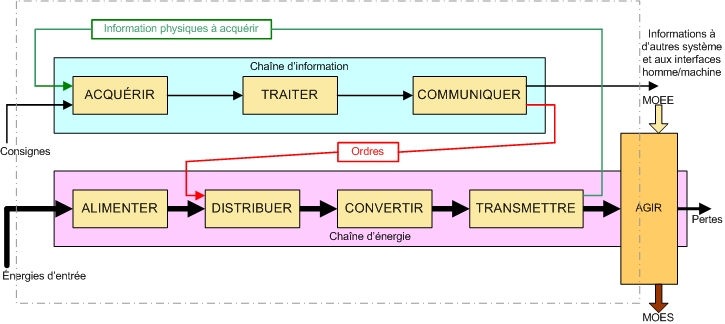 Information physiques à acquérir
Informations à
d'autres système
et aux interfaces
homme/machine
Chaîne d'information
ACQUÉRIR
TRAITER
COMMUNIQUER
MOEE
Consignes
Ordres
ALIMENTER
DISTRIBUER
CONVERTIR
TRANSMETTRE
AGIR
Pertes
Chaîne d'énergie
Énergies d'entrée
MOES